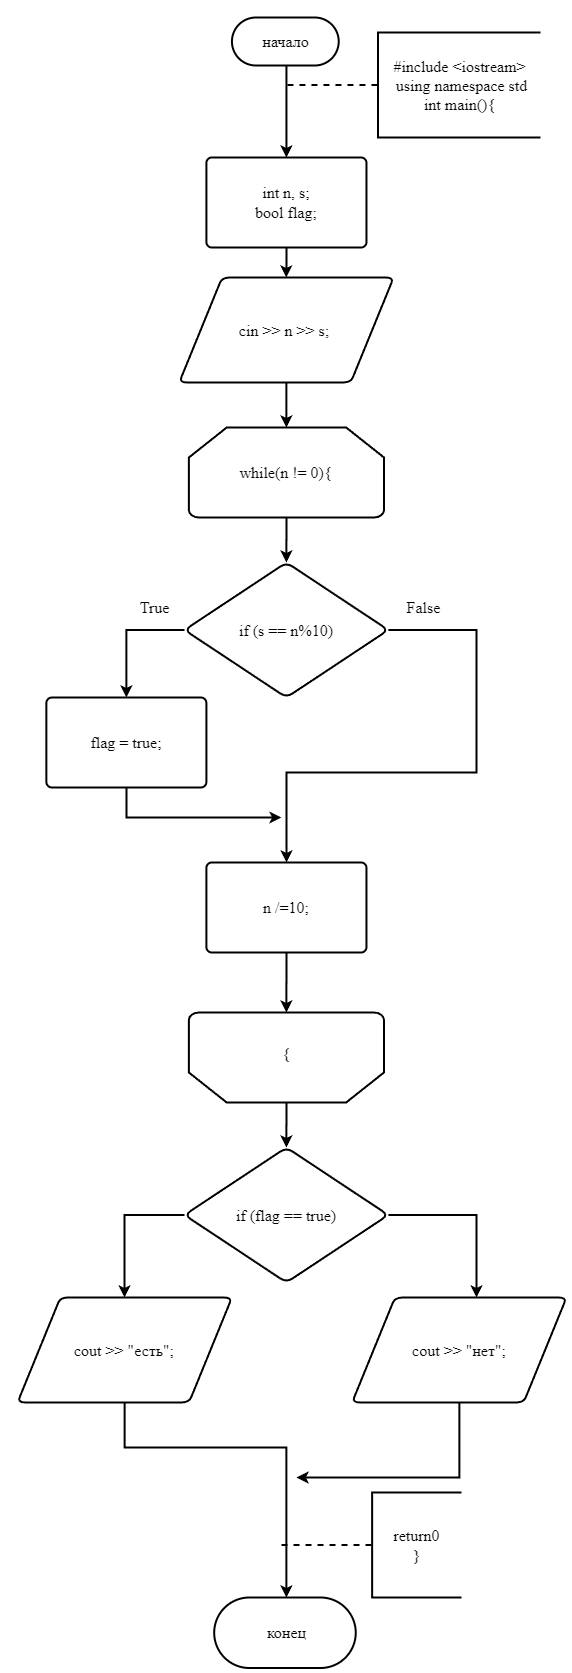 начало
#include <iostream>
using namespace std
int main(){
int n, s;
bool flag;
cin >> n >> s;
while(n != 0){
if (s == n%10)
True
False
flag = true;
n /=10;
{
if (flag == true)
cout >> "есть";
cout >> "нет";
return0
}
конец